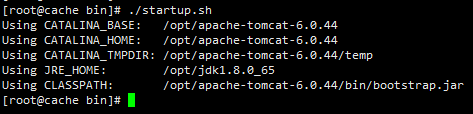 [root@cache bin]# ./startup.sh
Using CATALINA_BASE:   /opt/apache-tomcat-6.0.44
Using CATALINA_HOME:   /opt/apache-tomcat-6.0.44
Using CATALINA_TMPDIR: /opt/apache-tomcat-6.0.44/temp
Using JRE_HOME:        /opt/jdk1.8.0_65
Using CLASSPATH:       /opt/apache-tomcat-6.0.44/bin/bootstrap.jar
[root@cache bin]#